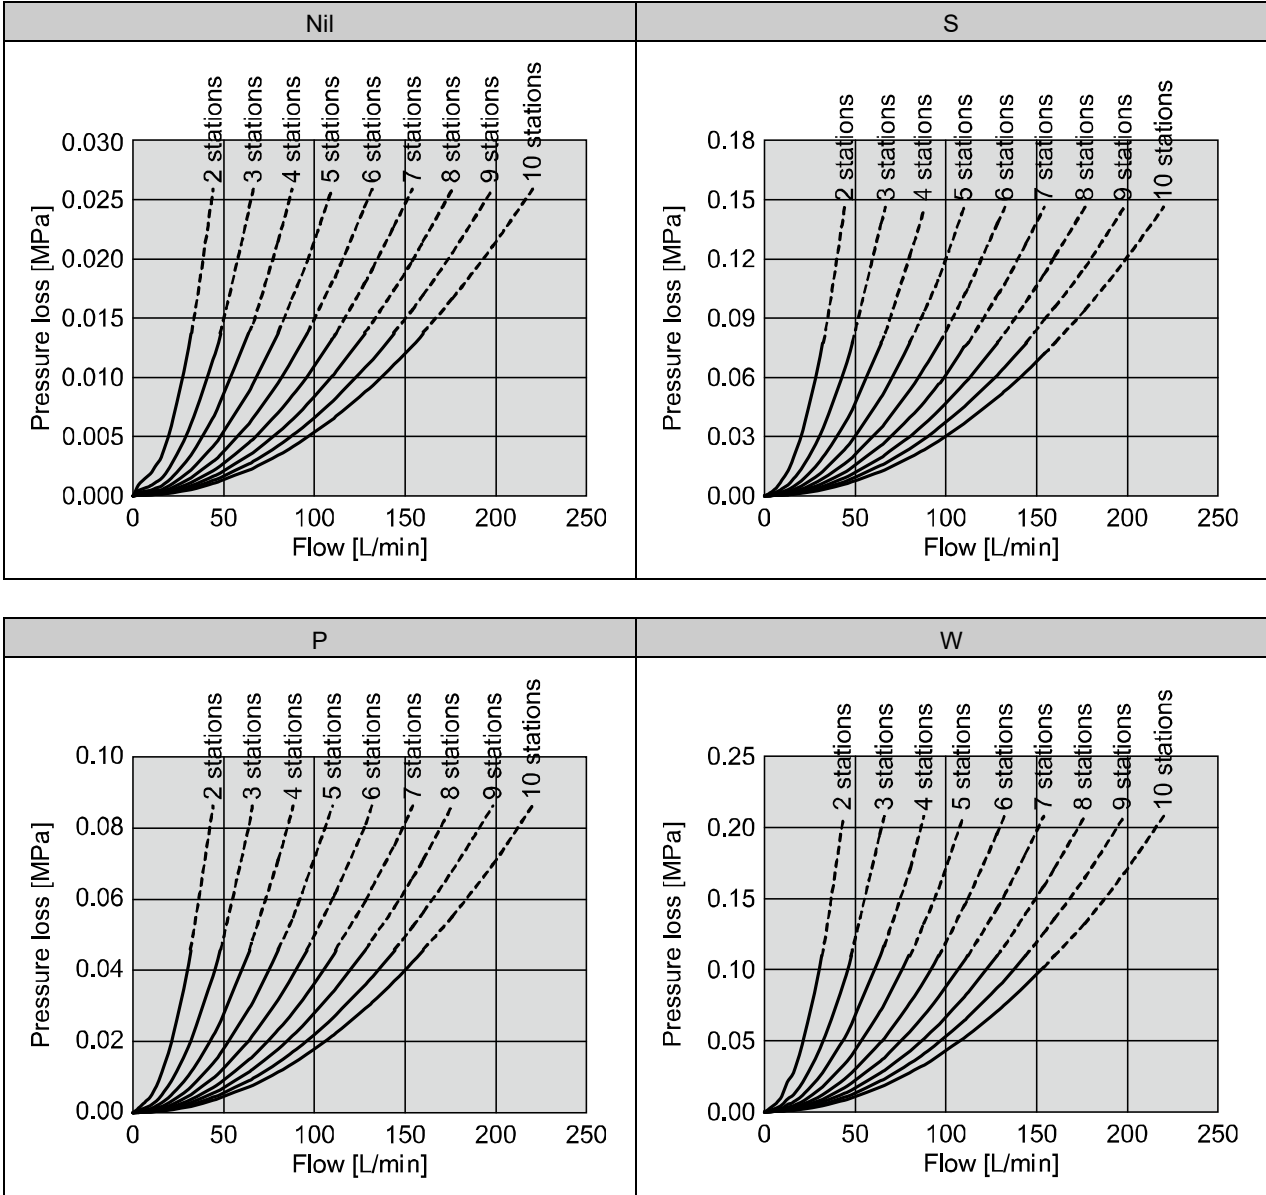 Nil
2 stations
3 stations
4 stations
5 stations
6 stations
7 stations
8 stations
9 stations
10 stations
Pressure loss [MPa]
0.030
0.025
0.020
0.015
0.010
0.005
0.000
0 50 100 150 200 250
Flow [L/min]
S
2 stations
3 stations
4 stations
5 stations
6 stations
7 stations
8 stations
9 stations
10 stations
Pressure loss [MPa]
0.18
0.15
0.12
0.09
0.06
0.03
0.00
0 50 100 150 200 250
Flow [L/min]
P
2 stations
3 stations
4 stations
5 stations
6 stations
7 stations
8 stations
9 stations
10 stations
Pressure loss [MPa]
0.10
0.08
0.06
0.04
0.02
0.00
0 50 100 150 200 250
Flow [L/min]
W
2 stations
3 stations
4 stations
5 stations
6 stations
7 stations
8 stations
9 stations
10 stations
Pressure loss [MPa]
0.25
0.20
0.15
0.10
0.05
0.00
0 50 100 150 200 250
Flow [L/min]